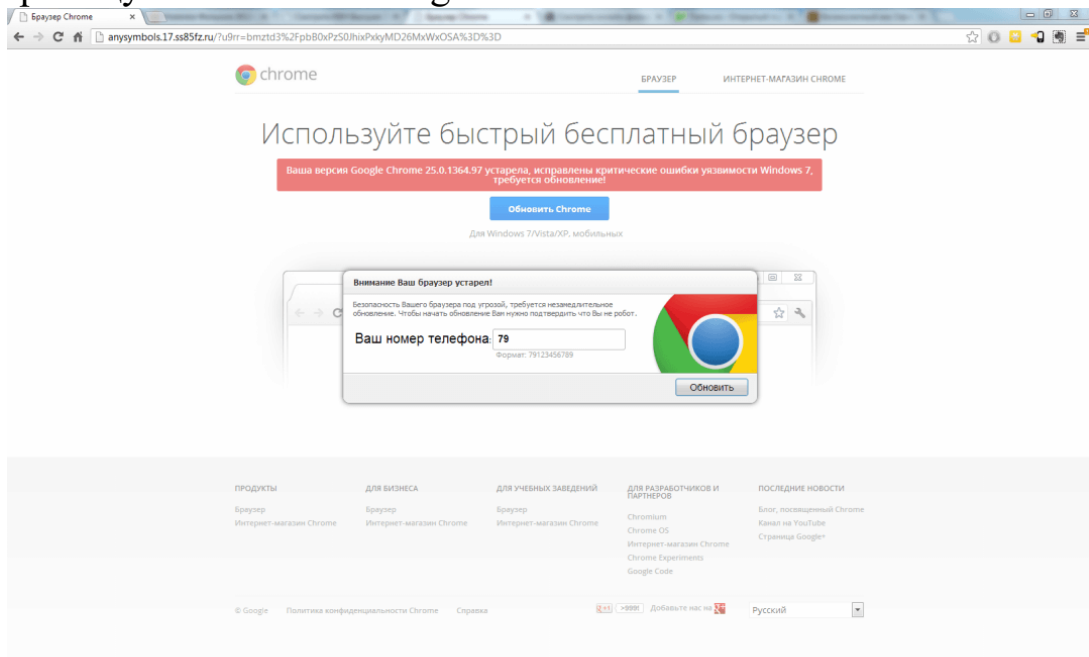 Браузер Chrome
anysymbols.17.ss85fz.ru/?u9rr=bmztd3%2FpbB0xPzS0JhixPxkyMD26MxWxOSA%3D%3D
chrome
БРАУЗЕР
ИНТЕРНЕТ-МАГАЗИН CHROME
Используйте быстрый бесплатный браузер
Ваша версия Google Chrome 25.0.1364.97 устарела, исправлены критические ошибки уязвимости Windows 7,
требуется обновление!
Обновить Chrome
Для Windows 7/Vista/XP, мобильных
Внимание Ваш браузер устарел!
Безопасность Вашего браузера под угрозой, требуется незамедлительное
обновление. Чтобы начать обновление Вам нужно подтвердить что Вы не робот.
Ваш номер телефона: 79
Формат: 79123456789
Обновить
ПРОДУКТЫ
Браузер
Интернет-магазин Chrome
ДЛЯ БИЗНЕСА
Браузер
Интернет-магазин Chrome
ДЛЯ УЧЕБНЫХ ЗАВЕДЕНИЙ
Браузер
Интернет-магазин Chrome
ДЛЯ РАЗРАБОТЧИКОВ И
ПАРТНЕРОВ
Chromium
Chrome OS
Интернет-магазин Chrome
Chrome Experiments
Google Code
ПОСЛЕДНИЕ НОВОСТИ
Блог, посвященный Chrome
Канал на YouTube
Страница Google+
© Google Политика конфиденциальности Chrome Справка
Добавьте нас на
Русский